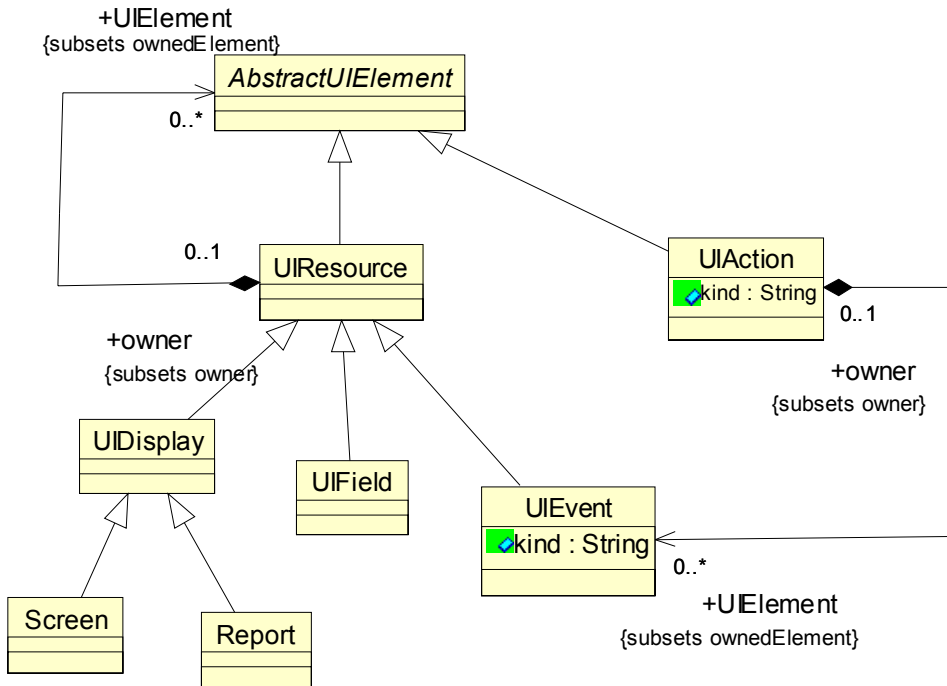 +UIElement
{subsets ownedElement}
AbstractUIElement
0..*
0..1
UIResource
UIAction
kind : String
0..1
+owner
{subsets owner}
+owner
{subsets owner}
UIDisplay
UIField
UIEvent
kind : String
0..*
+UIElement
{subsets ownedElement}
Screen
Report